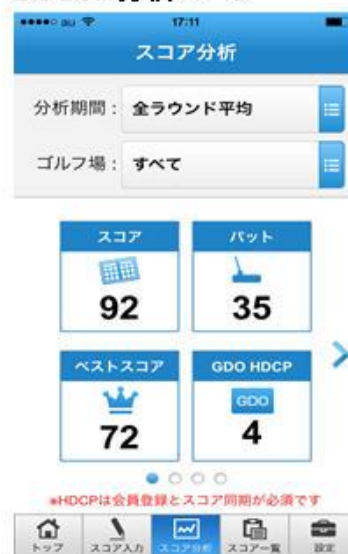 au 17:11
スコア分析
分析期間： 全ラウンド平均
ゴルフ場： すべて
スコア パット
92 35
ベストスコア GDO HDCP
GDO
72 4
*HDCPは会員登録とスコア同期が必須です
トップ スコア入力 スコア分析 スコア一覧 設定